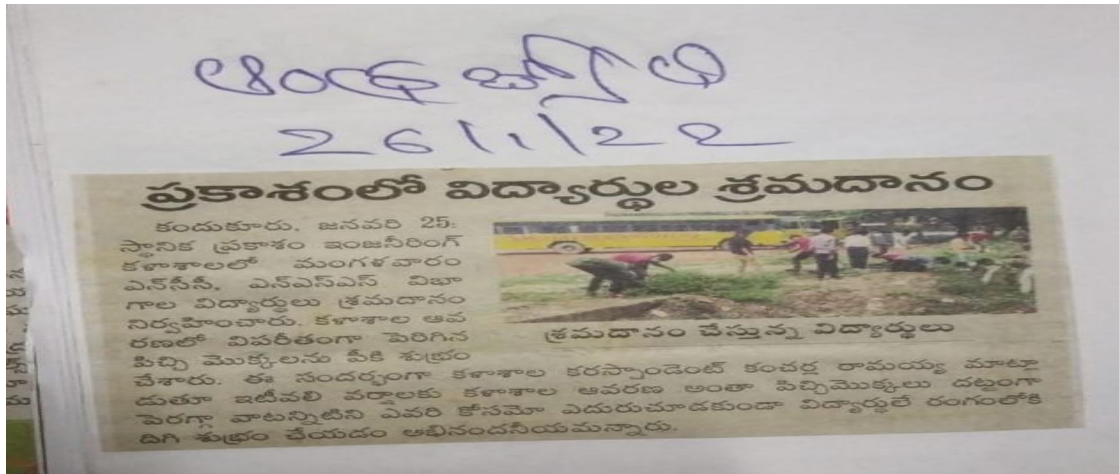 ఆంధ్రజ్యోతి
26/1/22
ప్రకాశంలో విద్యార్థుల శ్రమదానం
కందుకూరు, జనవరి 25:
స్థానిక ప్రకాశం ఇంజనీరింగ్
కళాశాలలో మంగళవారం
ఎన్‌సీసీ, ఎన్ఎస్ఎస్ విభా
గాల విద్యార్థులు శ్రమదానం
నిర్వహించారు. కళాశాల ఆవ
రణలో విపరీతంగా పెరిగిన
పిచ్చి మొక్కలను పీకి శుభ్రం
చేశారు. ఈ సందర్భంగా కళాశాల కరస్పాండెంట్ కంచర్ల రామయ్య మాట్లా
డుతూ ఇటీవలి వర్షాలకు కళాశాల ఆవరణ అంతా పిచ్చిమొక్కలు దట్టంగా
పెరగ్గా వాటన్నిటిని ఎవరి కోసమో ఎదురుచూడకుండా విద్యార్థులే రంగంలోకి
దిగి శుభ్రం చేయడం అభినందనీయమన్నారు.
శ్రమదానం చేస్తున్న విద్యార్థులు